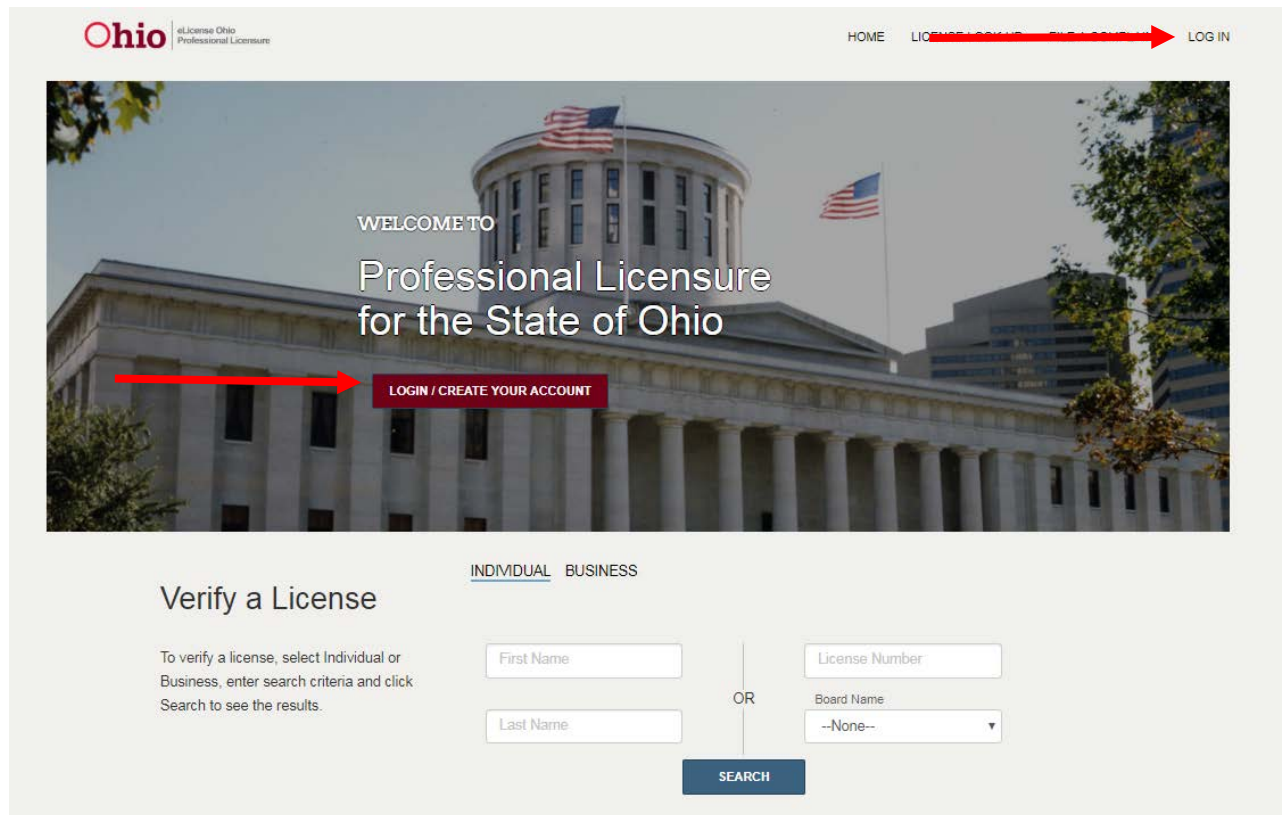 Ohio
eLicense Ohio
Professional Licensure
HOME
LOG IN
WELCOME TO
Professional Licensure
for the State of Ohio
LOGIN / CREATE YOUR ACCOUNT
INDIVIDUAL BUSINESS
Verify a License
To verify a license, select Individual or
Business, enter search criteria and click
Search to see the results.
First Name
Last Name
OR
License Number
Board Name
--None--
SEARCH